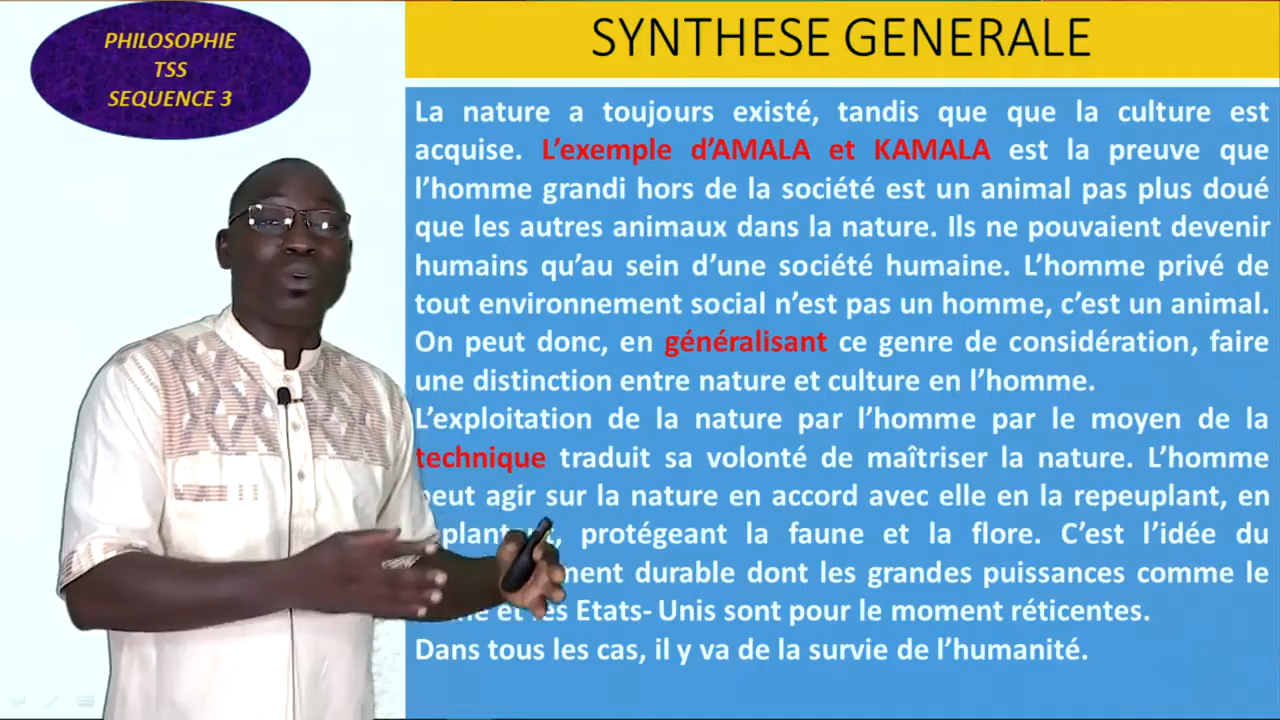 PHILOSOPHIE
TSS
SEQUENCE 3
SYNTHESE GENERALE
La nature a toujours existé, tandis que que la culture est
acquise. L'exemple d'AMALA et KAMALA est la preuve que
l'homme grandi hors de la société est un animal pas plus doué
que les autres animaux dans la nature. Ils ne pouvaient devenir
humains qu'au sein d'une société humaine. L'homme privé de
tout environnement social n'est pas un homme, c'est un animal.
On peut donc, en généralisant ce genre de considération, faire
une distinction entre nature et culture en l'homme.
L'exploitation de la nature par l'homme par le moyen de la
technique traduit sa volonté de maîtriser la nature. L'homme
peut agir sur la nature en accord avec elle en la repeuplant, en
protégeant la faune et la flore. C'est l'idée du
durable dont les grandes puissances comme le
et les Etats- Unis sont pour le moment réticentes.
Dans tous les cas, il y va de la survie de l'humanité.